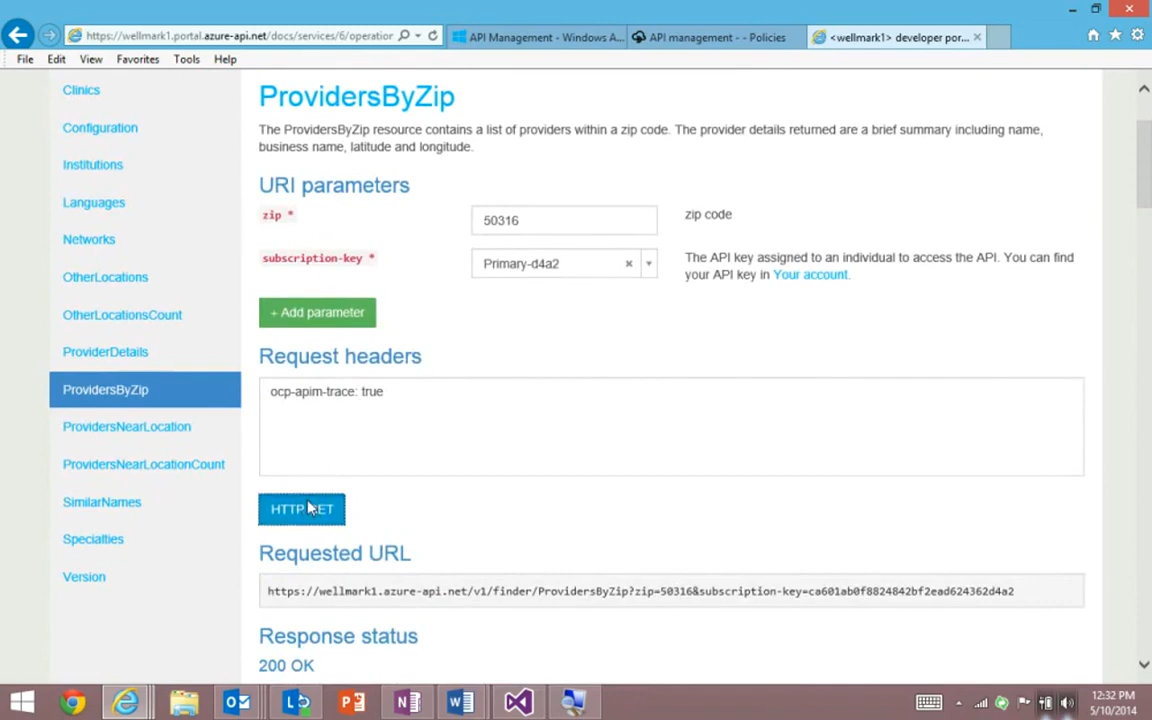 https://wellmark1.portal.azure-api.net/docs/services/6/operation
API Management - Windows A...
API management - - Policies
<wellmark1> developer por...
File Edit View Favorites Tools Help
Clinics
Configuration
Institutions
Languages
Networks
OtherLocations
OtherLocationsCount
ProviderDetails
ProvidersByZip
ProvidersNearLocation
ProvidersNearLocationCount
SimilarNames
Specialties
Version
ProvidersByZip
The ProvidersByZip resource contains a list of providers within a zip code. The provider details returned are a brief summary including name,
business name, latitude and longitude.
URI parameters
zip * 50316 zip code
subscription-key * Primary-d4a2 The API key assigned to an individual to access the API. You can find
your API key in Your account.
+ Add parameter
Request headers
ocp-apim-trace: true
HTTP GET
Requested URL
https://wellmark1.azure-api.net/v1/finder/ProvidersByZip?zip=50316&subscription-key=ca601ab0f8824842bf2ead624362d4a2
Response status
200 OK
12:32 PM
5/10/2014